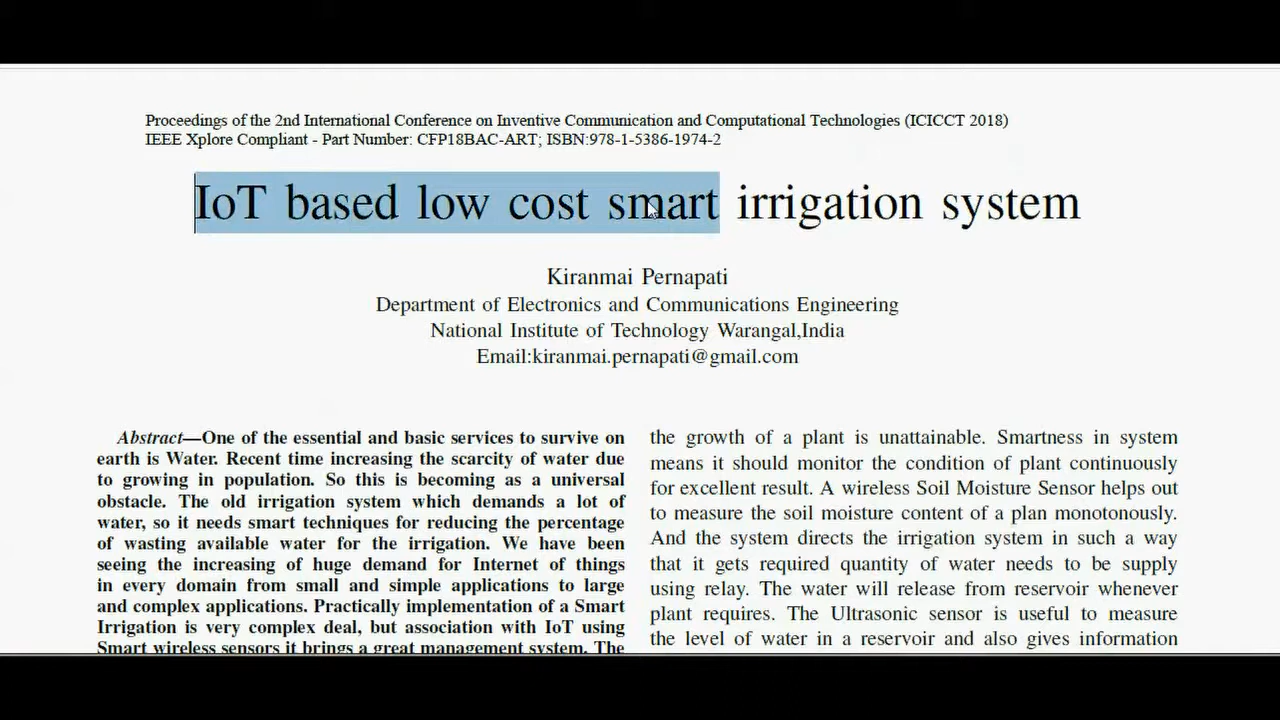 Proceedings of the 2nd International Conference on Inventive Communication and Computational Technologies (ICICCT 2018)
IEEE Xplore Compliant - Part Number: CFP18BAC-ART; ISBN:978-1-5386-1974-2
IoT based low cost smart irrigation system
Kiranmai Pernapati
Department of Electronics and Communications Engineering
National Institute of Technology Warangal,India
Email:kiranmai.pernapati@gmail.com
Abstract—One of the essential and basic services to survive on
earth is Water. Recent time increasing the scarcity of water due
to growing in population. So this is becoming as a universal
obstacle. The old irrigation system which demands a lot of
water, so it needs smart techniques for reducing the percentage
of wasting available water for the irrigation. We have been
seeing the increasing of huge demand for Internet of things
in every domain from small and simple applications to large
and complex applications. Practically implementation of a Smart
Irrigation is very complex deal, but association with IoT using
Smart wireless sensors it brings a great management system. The
the growth of a plant is unattainable. Smartness in system
means it should monitor the condition of plant continuously
for excellent result. A wireless Soil Moisture Sensor helps out
to measure the soil moisture content of a plan monotonously.
And the system directs the irrigation system in such a way
that it gets required quantity of water needs to be supply
using relay. The water will release from reservoir whenever
plant requires. The Ultrasonic sensor is useful to measure
the level of water in a reservoir and also gives information